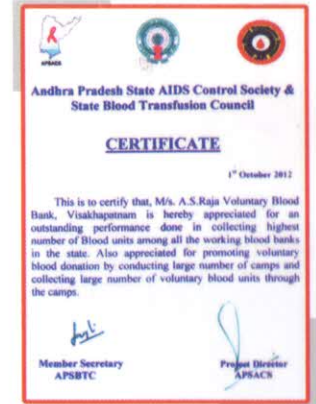 APSACS
Andhra Pradesh State AIDS Control Society &
State Blood Transfusion Council
CERTIFICATE
1st October 2012
This is to certify that, M/s. A.S.Raja Voluntary Blood
Bank, Visakhapatnam is hereby appreciated for an
outstanding performance done in collecting highest
number of Blood units among all the working blood banks
in the state. Also appreciated for promoting voluntary
blood donation by conducting large number of camps and
collecting large number of voluntary blood units through
the camps.
Member Secretary
APSBTC
Project Director
APSACS